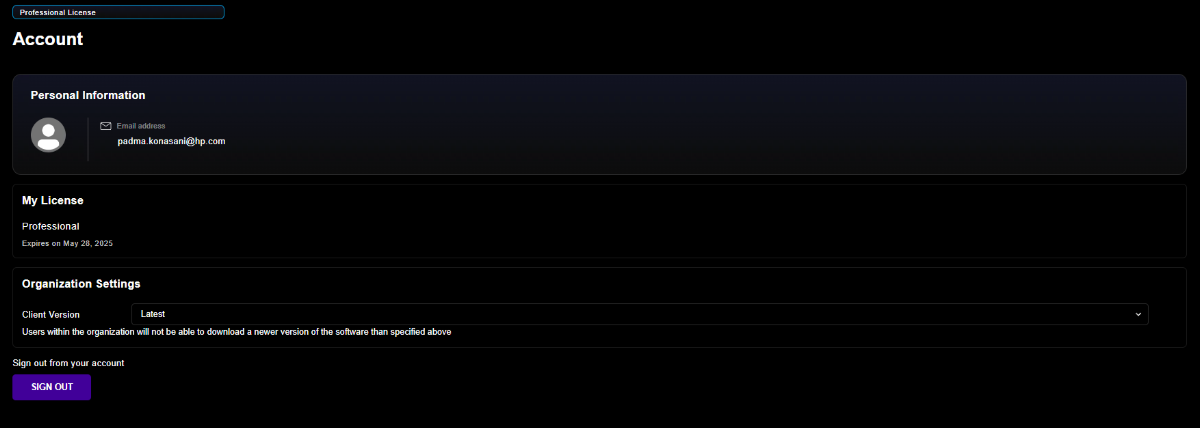 Professional License
Account
Personal Information
Email address
padma.konasani@hp.com
My License
Professional
Expires on May 28, 2025
Organization Settings
Client Version
Latest
Users within the organization will not be able to download a newer version of the software than specified above
Sign out from your account
SIGN OUT